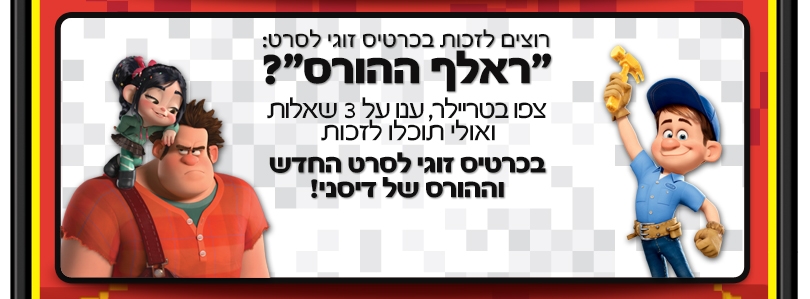 רוצים לזכות בכרטיס זוגי לסרט:
"ראלף ההורס"?
צפו בטריילר, ענו על 3 שאלות
ואולי תוכלו לזכות
בכרטיס זוגי לסרט החדש
וההורס של דיסני!